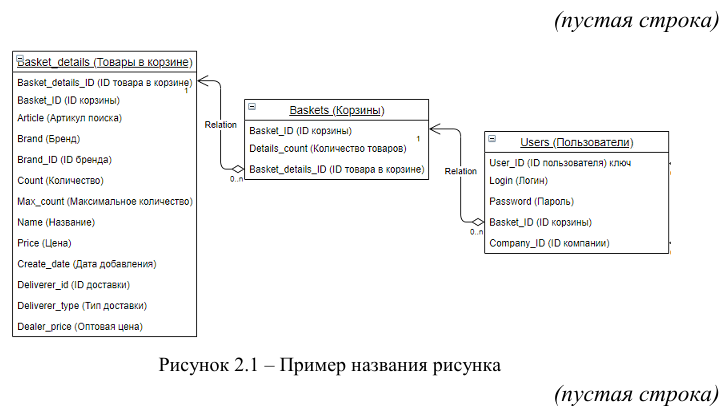 (пустая строка)
Basket_details (Товары в корзине)
Basket_details_ID (ID товара в корзине)
1
Basket_ID (ID корзины)
Article (Артикул поиска)
Brand (Бренд)
Brand_ID (ID бренда)
Count (Количество)
Max_count (Максимальное количество)
Name (Название)
Price (Цена)
Create_date (Дата добавления)
Deliverer_id (ID доставки)
Deliverer_type (Тип доставки)
Dealer_price (Оптовая цена)
Relation
0..n
Baskets (Корзины)
Basket_ID (ID корзины)
1
Details_count (Количество товаров)
Basket_details_ID (ID товара в корзине)
Relation
0..n
Users (Пользователи)
User_ID (ID пользователя) ключ
Login (Логин)
Password (Пароль)
Basket_ID (ID корзины)
Company_ID (ID компании)
Рисунок 2.1 – Пример названия рисунка
(пустая строка)